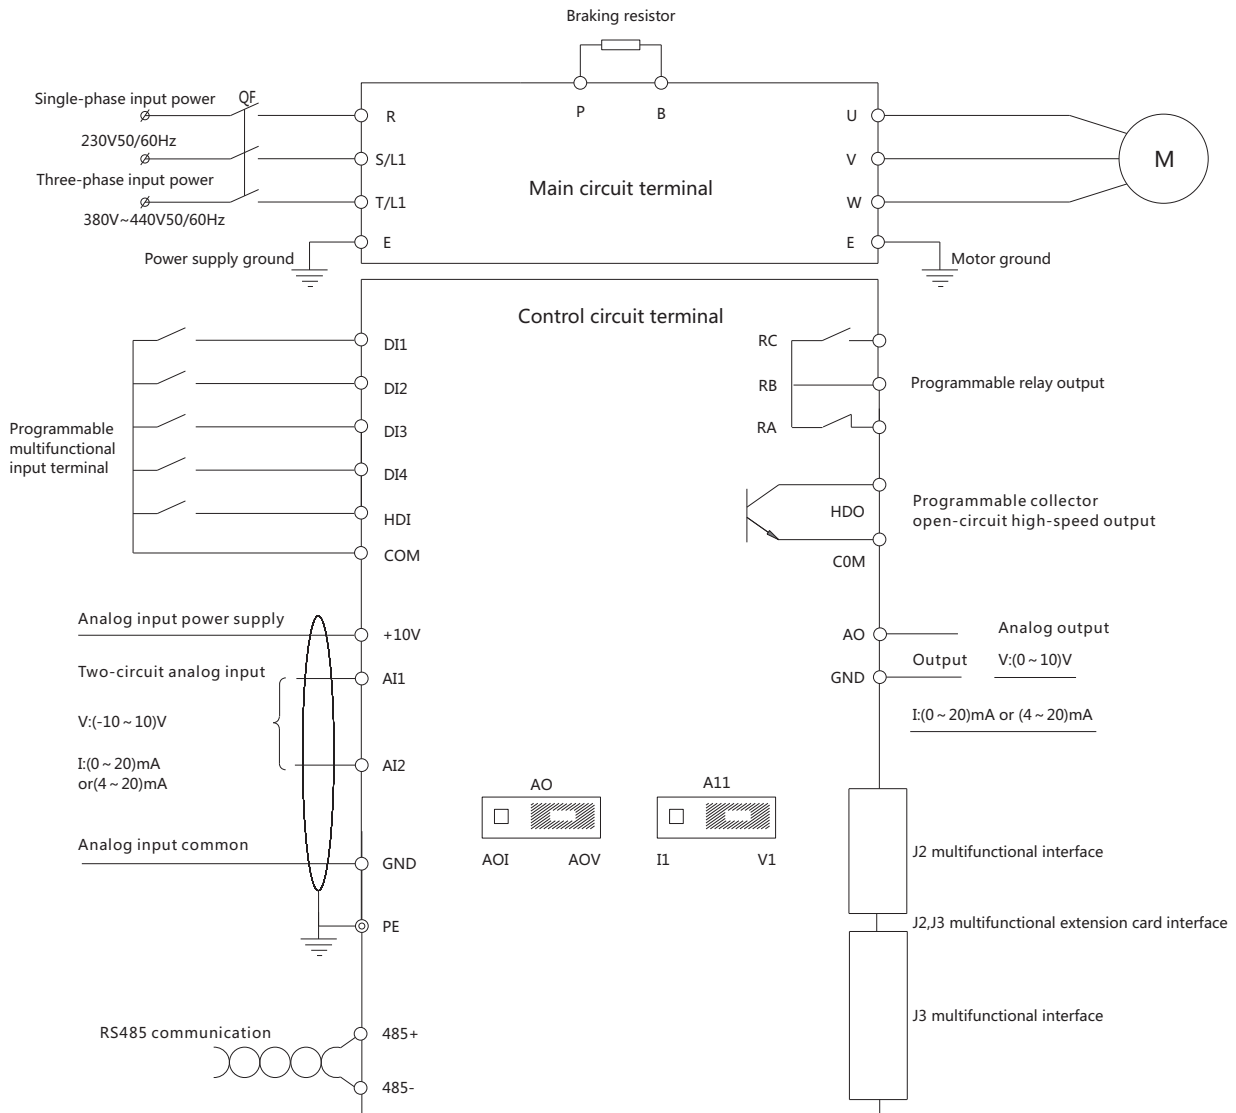 Braking resistor
Single-phase input power
QF
P
B
R
U
230V50/60Hz
S/L1
V
M
Three-phase input power
Main circuit terminal
T/L1
W
380V~440V50/60Hz
E
E
Power supply ground
Motor ground
Control circuit terminal
DI1
RC
DI2
RB
Programmable relay output
Programmable
multifunctional
input terminal
DI3
RA
DI4
HDI
HDO
Programmable collector
open-circuit high-speed output
COM
C0M
Analog input power supply
+10V
AO
Analog output
Two-circuit analog input
AI1
Output
V:(0~10)V
GND
V:(-10~10)V
I:(0~20)mA or (4~20)mA
I:(0~20)mA
or(4~20)mA
AI2
AO
A11
Analog input common
GND
AOI
AOV
I1
V1
J2 multifunctional interface
PE
J2,J3 multifunctional extension card interface
RS485 communication
485+
J3 multifunctional interface
485-